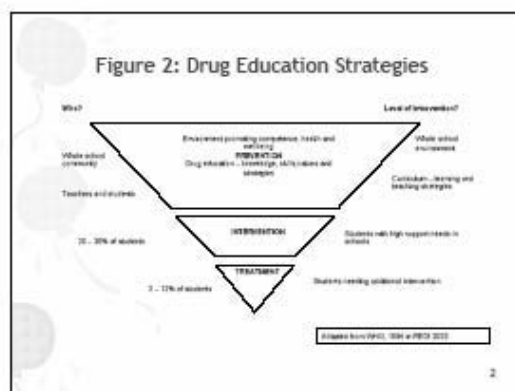 Figure 2: Drug Education Strategies
Who?
Level of Intervention?
Environment promoting competence, health and
wellbeing
PREVENTION
Drug education – knowledge, skills, values and
strategies
Whole school
community
Teachers and students
Whole school
environment
Curriculum – learning and
teaching strategies
INTERVENTION
20 – 30% of students
Students with high support needs in
schools
TREATMENT
3 – 12% of students
Students needing additional intervention
Adapted from WHO, 1994 in
2